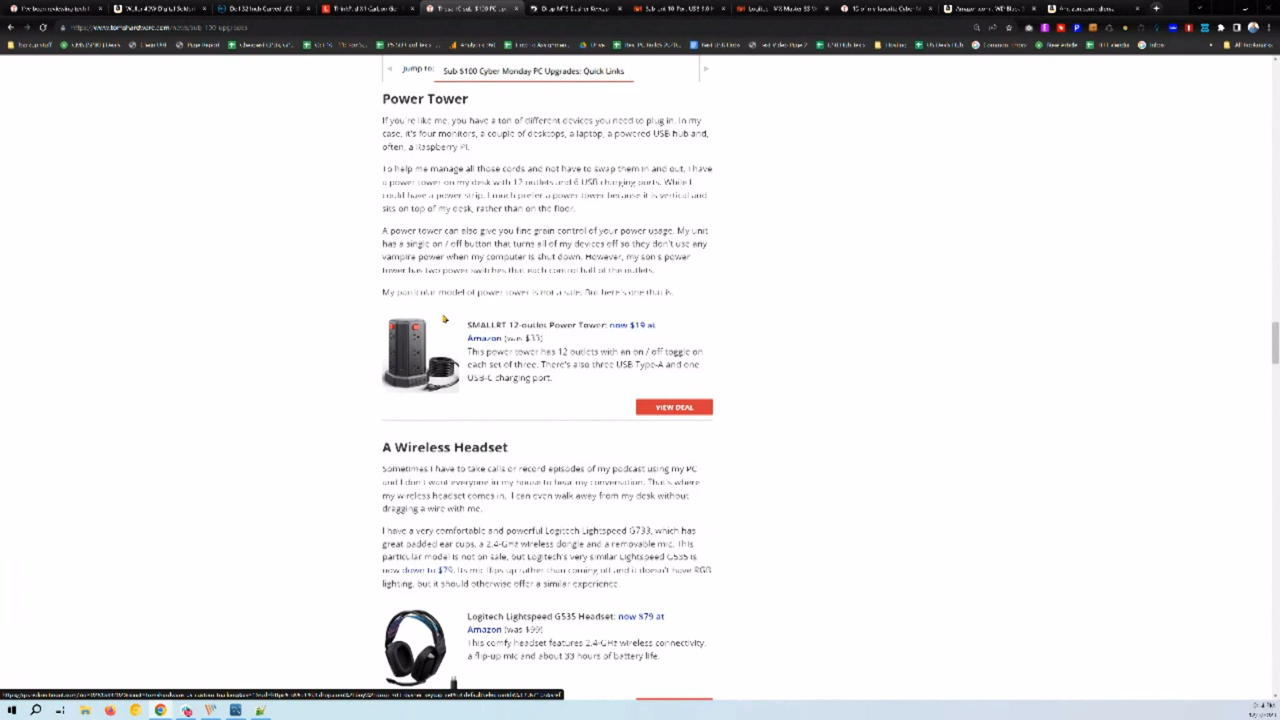 Jump to:
Sub $100 Cyber Monday PC Upgrades: Quick Links
Power Tower
If you're like me, you have a ton of different devices you need to plug in. In my
case, it's four monitors, a couple of desktops, a laptop, a powered USB hub and,
often, a Raspberry Pi.
To help me manage all those cords and not have to swap them in and out, I have
a power tower on my desk with 12 outlets and 6 USB charging ports. While I
could have a power strip, I much prefer a power tower because it is vertical and
sits on top of my desk, rather than on the floor.
A power tower can also give you fine grain control of your power usage. My unit
has a single on / off button that turns all of my devices off so they don't use any
vampire power when my computer is shut down. However, my son's power
tower has two power switches that each control half of the outlets.
My particular model of power tower is not a sale. But here's one that is.
SMALLRT 12-outlet Power Tower: now $19 at
Amazon (was $33)
This power tower has 12 outlets with an on / off toggle on
each set of three. There's also three USB Type-A and one
USB-C charging port.
VIEW DEAL
A Wireless Headset
Sometimes I have to take calls or record episodes of my podcast using my PC
and I don't want everyone in my house to hear my conversation. That's where
my wireless headset comes in. I can even walk away from my desk without
dragging a wire with me.
I have a very comfortable and powerful Logitech Lightspeed G733, which has
great padded ear cups, a 2.4-GHz wireless dongle and a removable mic. This
particular model is not on sale, but Logitech's very similar Lightspeed G535 is
now down to $79. Its mic flips up rather than coming off and it doesn't have RGB
lighting, but it should otherwise offer a similar experience.
Logitech Lightspeed G535 Headset: now $79 at
Amazon (was $99)
This comfy headset features 2.4-GHz wireless connectivity,
a flip-up mic and about 33 hours of battery life.